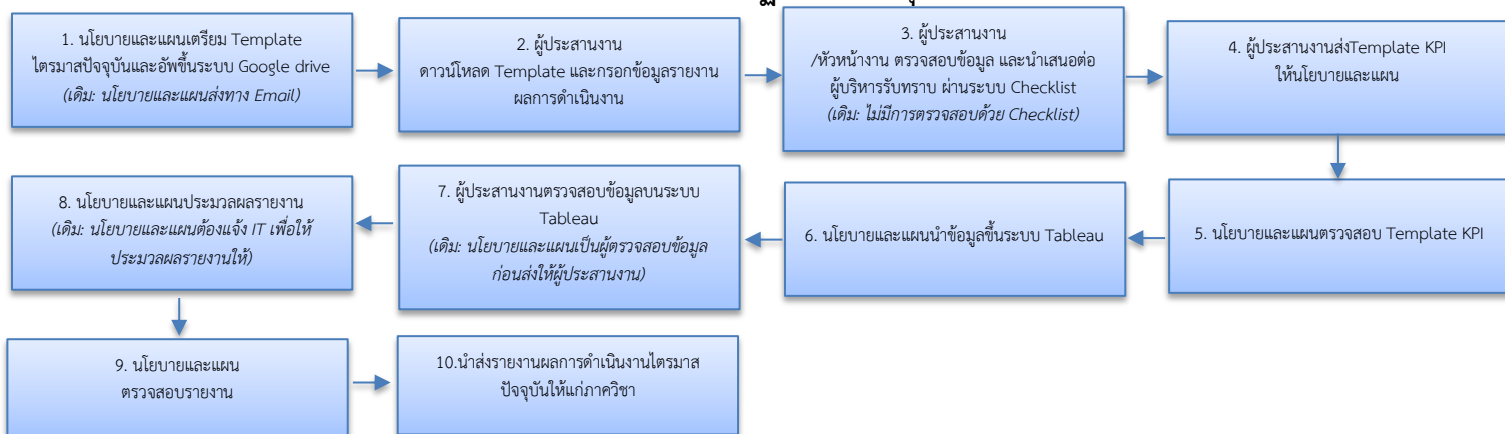 1. นโยบายและแผนเตรียม Template
ไตรมาสปัจจุบันและอัพขึ้นระบบ Google drive
(เดิม: นโยบายและแผนส่งทาง Email)
2. ผู้ประสานงาน
ดาวน์โหลด Template และกรอกข้อมูลรายงาน
ผลการดำเนินงาน
3. ผู้ประสานงาน
/หัวหน้างาน ตรวจสอบข้อมูล และนำเสนอต่อ
ผู้บริหารรับทราบ ผ่านระบบ Checklist
(เดิม: ไม่มีการตรวจสอบด้วย Checklist)
4. ผู้ประสานงานส่งTemplate KPI
ให้นโยบายและแผน
5. นโยบายและแผนตรวจสอบ Template KPI
6. นโยบายและแผนนำข้อมูลขึ้นระบบ Tableau
7. ผู้ประสานงานตรวจสอบข้อมูลบนระบบ
Tableau
(เดิม: นโยบายและแผนเป็นผู้ตรวจสอบข้อมูล
ก่อนส่งให้ผู้ประสานงาน)
8. นโยบายและแผนประมวลผลรายงาน
(เดิม: นโยบายและแผนต้องแจ้ง IT เพื่อให้
ประมวลผลรายงานให้)
9. นโยบายและแผน
ตรวจสอบรายงาน
10.นำส่งรายงานผลการดำเนินงานไตรมาส
ปัจจุบันให้แก่ภาควิชา